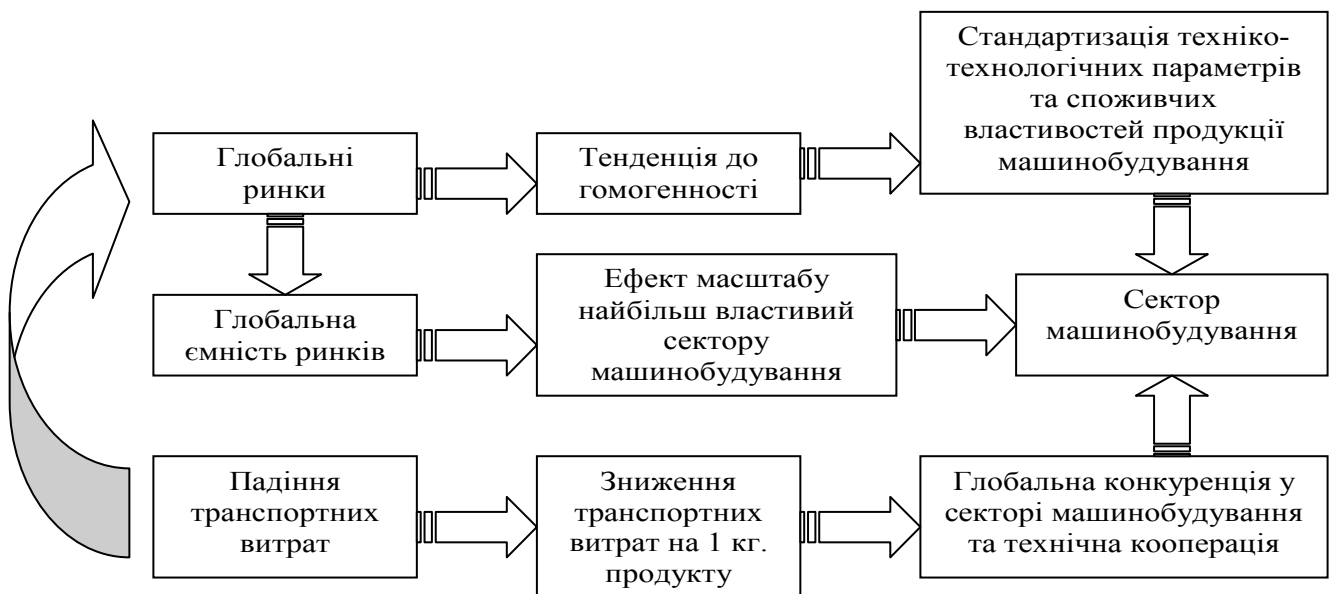 Глобальні
ринки
Тенденція до
гомогенності
Стандартизація техніко-
технологічних параметрів
та споживчих
властивостей продукції
машинобудування
Глобальна
ємність ринків
Ефект масштабу
найбільш властивий
сектору
машинобудування
Сектор
машинобудування
Падіння
транспортних
витрат
Зниження
транспортних
витрат на 1 кг.
продукту
Глобальна конкуренція у
секторі машинобудування
та технічна кооперація